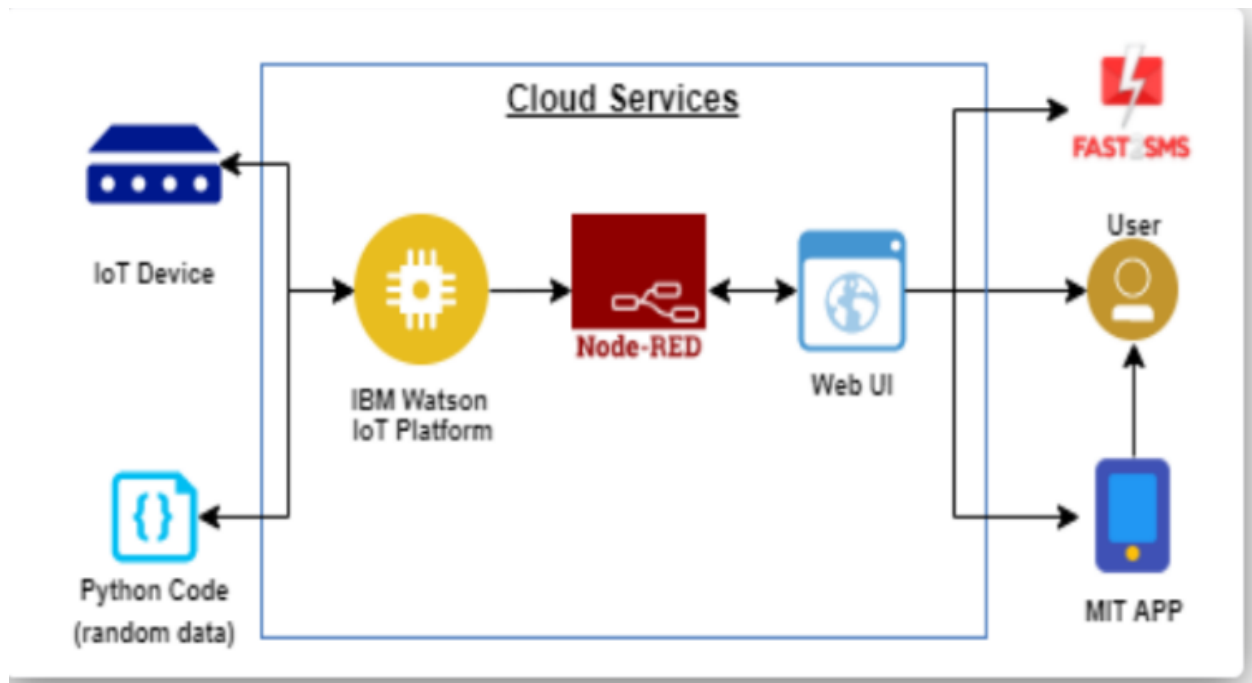 Cloud Services
FAST2SMS
User
IoT Device
Node-RED
Web UI
IBM Watson
IoT Platform
Python Code
(random data)
MIT APP